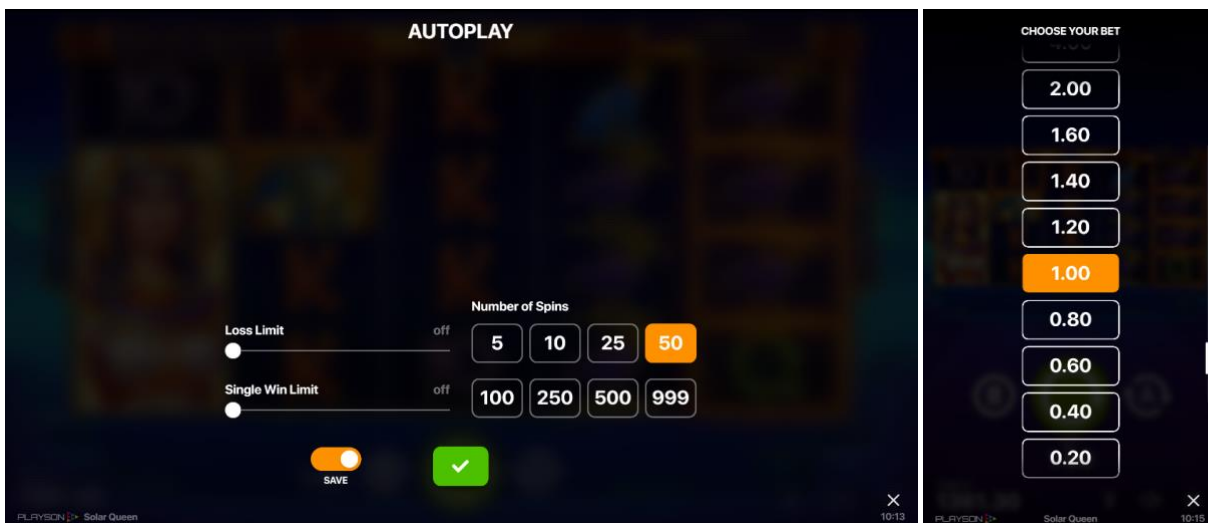 AUTOPLAY
Number of Spins
Loss Limit off
5 10 25 50
Single Win Limit off
100 250 500 999
SAVE
PLAYSON Solar Queen
10:13
CHOOSE YOUR BET
4.00
2.00
1.60
1.40
1.20
1.00
0.80
0.60
0.40
0.20
PLAYSON Solar Queen
10:15